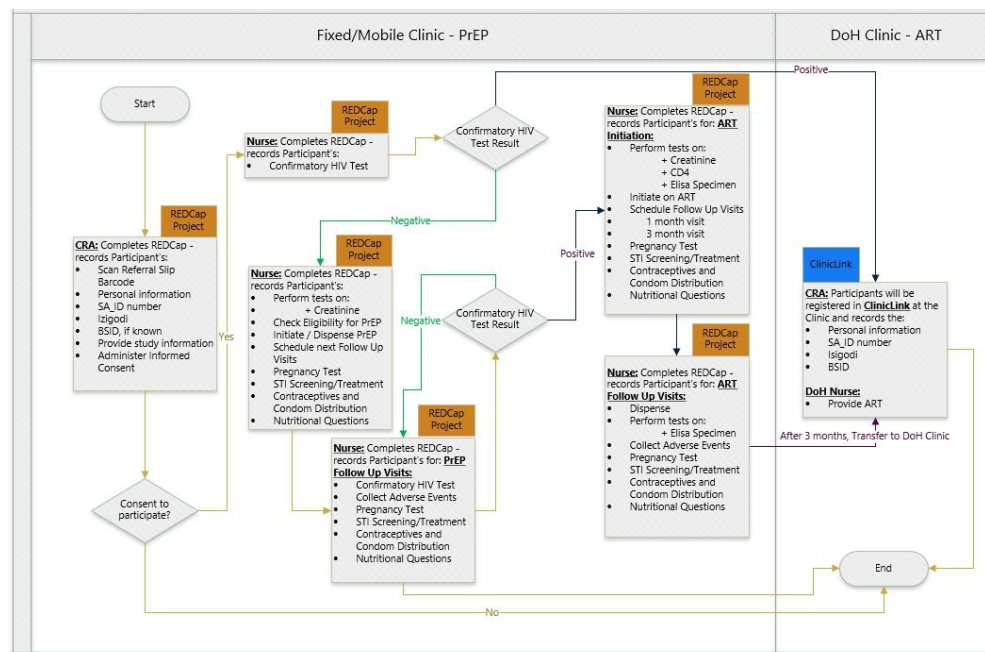 Fixed/Mobile Clinic - PrEP
DoH Clinic - ART
Start
REDCap
Project
Nurse: Completes REDCap -
records Participant's:
• Confirmatory HIV Test
Confirmatory HIV
Test Result
Positive
Negative
REDCap
Project
CRA: Completes REDCap -
records Participant's:
• Scan Referral Slip
Barcode
• Personal information
• SA_ID number
• Izigodi
• BSID, if known
• Provide study information
• Administer Informed
Consent
Consent to
participate?
Yes
No
REDCap
Project
Nurse: Completes REDCap -
records Participant's:
• Perform tests on:
+ Creatinine
• Check Eligibility for PrEP
• Initiate / Dispense PrEP
• Schedule next Follow Up
Visits
• Pregnancy Test
• STI Screening/Treatment
• Contraceptives and
Condom Distribution
• Nutritional Questions
REDCap
Project
Nurse: Completes REDCap -
records Participant's for: PrEP
Follow Up Visits:
• Confirmatory HIV Test
• Collect Adverse Events
• Pregnancy Test
• STI Screening/Treatment
• Contraceptives and
Condom Distribution
• Nutritional Questions
Confirmatory HIV
Test Result
Negative
Positive
REDCap
Project
Nurse: Completes REDCap -
records Participant's for: ART
Initiation:
• Perform tests on:
+ Creatinine
+ CD4
+ Elisa Specimen
• Initiate on ART
• Schedule Follow Up Visits
• 1 month visit
• 3 month visit
• Pregnancy Test
• STI Screening/Treatment
• Contraceptives and
Condom Distribution
• Nutritional Questions
REDCap
Project
Nurse: Completes REDCap -
records Participant's for: ART
Follow Up Visits:
• Dispense
• Perform tests on:
+ Elisa Specimen
• Collect Adverse Events
• Pregnancy Test
• STI Screening/Treatment
• Contraceptives and
Condom Distribution
• Nutritional Questions
After 3 months, Transfer to DoH Clinic
ClinicLink
CRA: Participants will be
registered in ClinicLink at the
Clinic and records the:
• Personal information
• SA_ID number
• Isigodi
• BSID
DoH Nurse:
• Provide ART
End